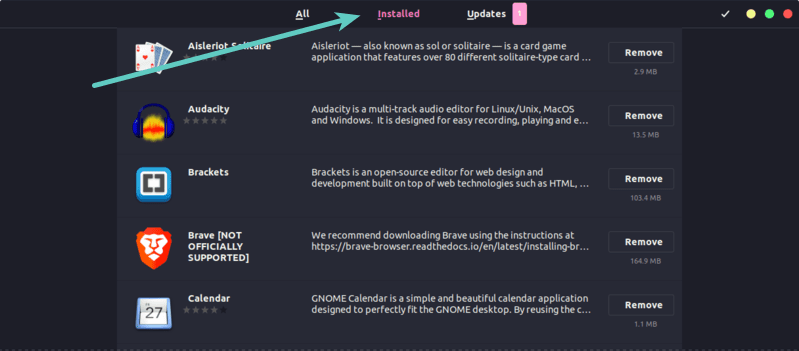 All
Installed
Updates
1
Aisleriot Solitaire
Aisleriot — also known as sol or solitaire — is a card game
application that features over 80 different solitaire-type card ...
Remove
2.9 MB
Audacity
Audacity is a multi-track audio editor for Linux/Unix, MacOS
and Windows. It is designed for easy recording, playing and e...
Remove
13.5 MB
Brackets
Brackets is an open-source editor for web design and
development built on top of web technologies such as HTML, ...
Remove
103.4 MB
Brave [NOT
OFFICIALLY
SUPPORTED]
We recommend downloading Brave using the instructions at
https://brave-browser.readthedocs.io/en/latest/installing-br...
Remove
164.9 MB
27
Calendar
GNOME Calendar is a simple and beautiful calendar application
designed to perfectly fit the GNOME desktop. By reusing the c...
Remove
1.1 MB